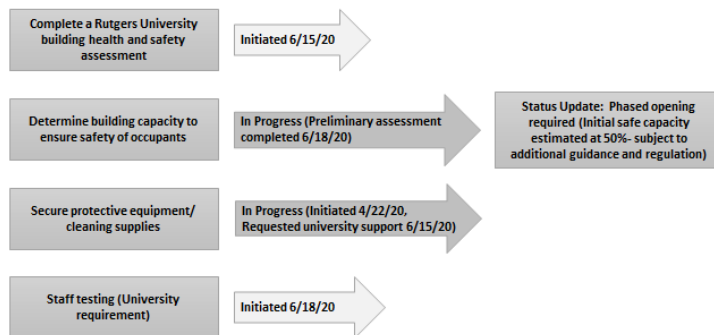 Complete a Rutgers University
building health and safety
assessment
Initiated 6/15/20
Determine building capacity to
ensure safety of occupants
In Progress (Preliminary assessment
completed 6/18/20)
Status Update:  Phased opening
required (Initial safe capacity
estimated at 50%- subject to
additional guidance and regulation)
Secure protective equipment/
cleaning supplies
In Progress (Initiated 4/22/20,
Requested university support 6/15/20)
Staff testing (University
requirement)
Initiated 6/18/20